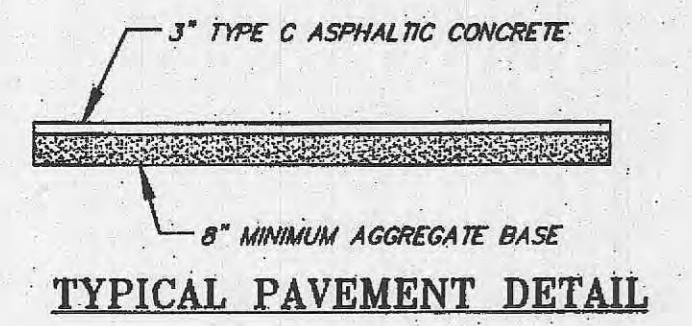 3" TYPE C ASPHALTIC CONCRETE
8" MINIMUM AGGREGATE BASE
TYPICAL PAVEMENT DETAIL